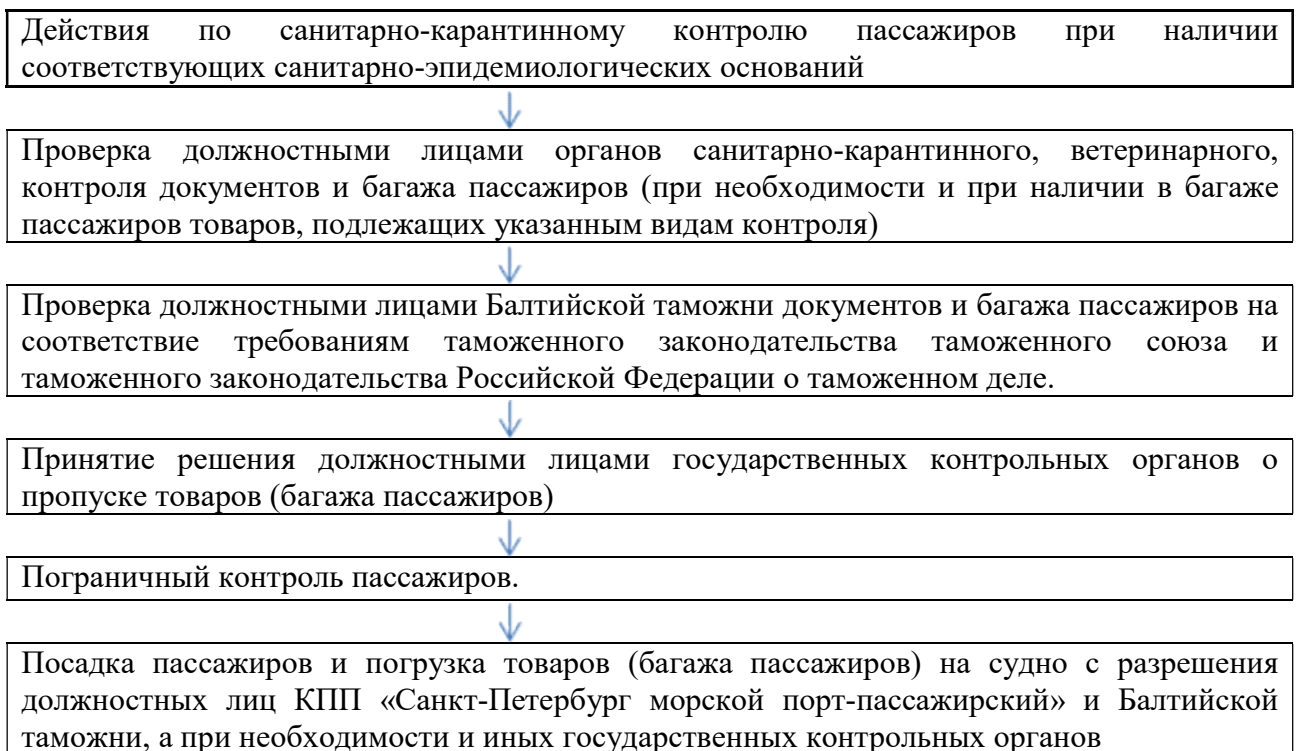 Действия по санитарно-карантинному контролю пассажиров при наличии
соответствующих санитарно-эпидемиологических оснований
Проверка должностными лицами органов санитарно-карантинного, ветеринарного,
контроля документов и багажа пассажиров (при необходимости и при наличии в багаже
пассажиров товаров, подлежащих указанным видам контроля)
Проверка должностными лицами Балтийской таможни документов и багажа пассажиров на
соответствие требованиям таможенного законодательства таможенного союза и
таможенного законодательства Российской Федерации о таможенном деле.
Принятие решения должностными лицами государственных контрольных органов о
пропуске товаров (багажа пассажиров)
Пограничный контроль пассажиров.
Посадка пассажиров и погрузка товаров (багажа пассажиров) на судно с разрешения
должностных лиц КПП «Санкт-Петербург морской порт-пассажирский» и Балтийской
таможни, а при необходимости и иных государственных контрольных органов